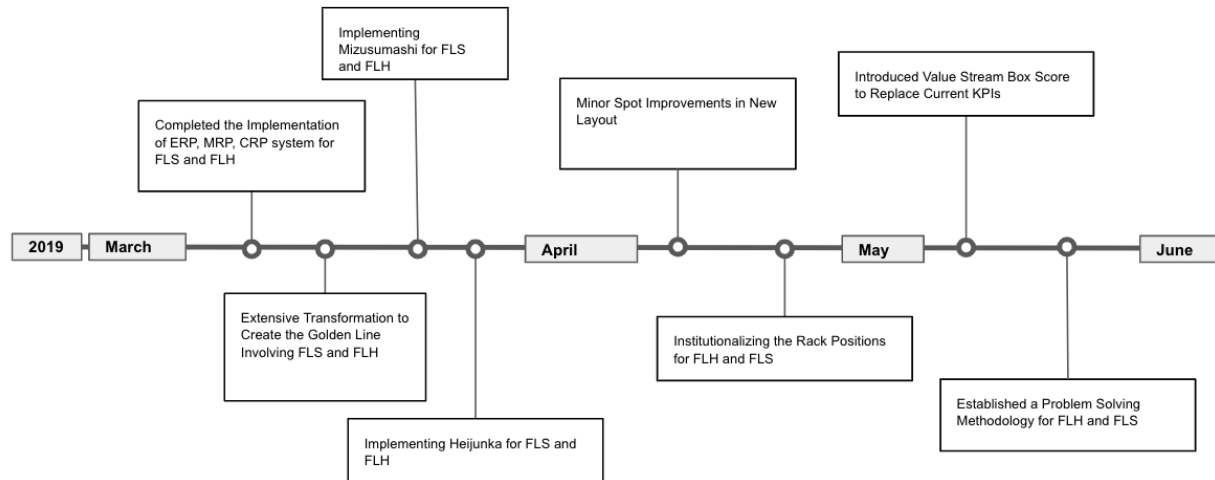 Implementing
Mizusumashi for FLS
and FLH
Introduced Value Stream Box Score
to Replace Current KPIs
Minor Spot Improvements in New
Layout
Completed the Implementation
of ERP, MRP, CRP system for
FLS and FLH
2019
March
April
May
June
Extensive Transformation to
Create the Golden Line
Involving FLS and FLH
Institutionalizing the Rack Positions
for FLH and FLS
Established a Problem Solving
Methodology for FLH and FLS
Implementing Heijunka for FLS and
FLH